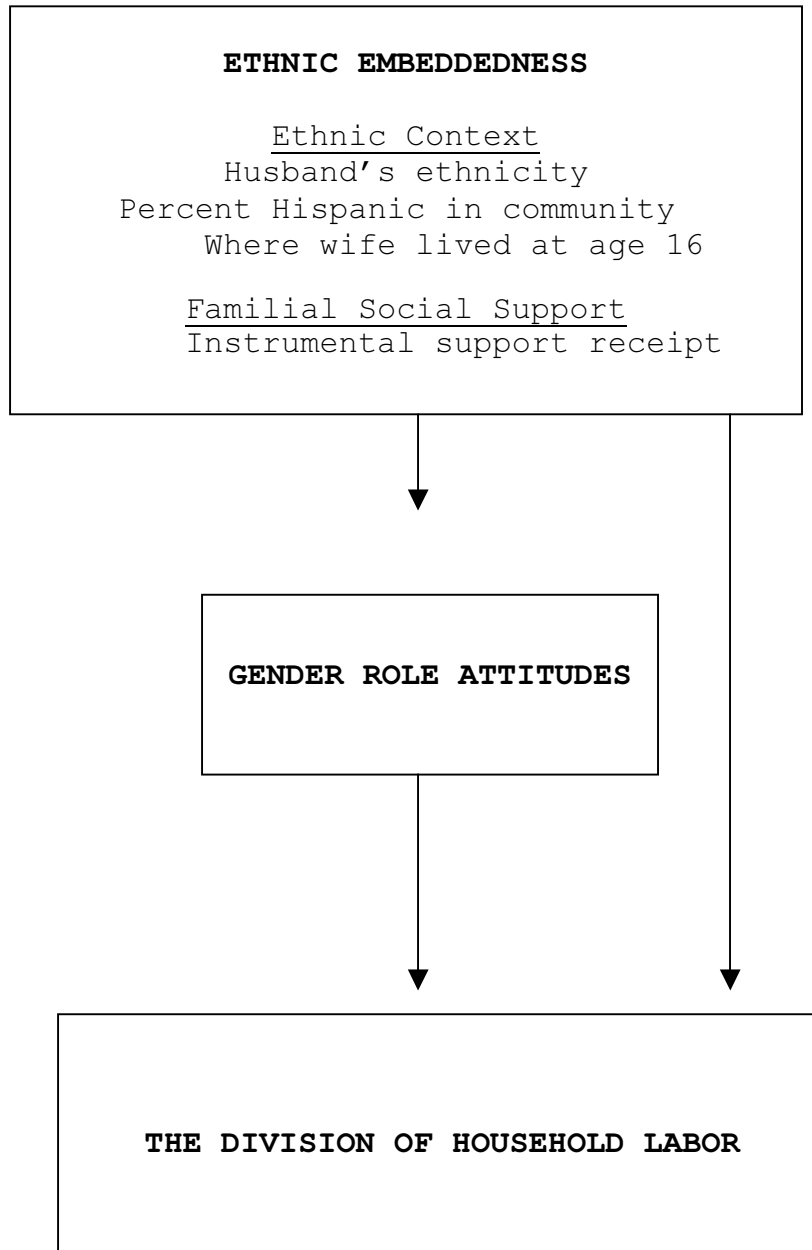 ETHNIC EMBEDDEDNESS
Ethnic Context
Husband’s ethnicity
Percent Hispanic in community
Where wife lived at age 16
Familial Social Support
Instrumental support receipt
GENDER ROLE ATTITUDES
THE DIVISION OF HOUSEHOLD LABOR